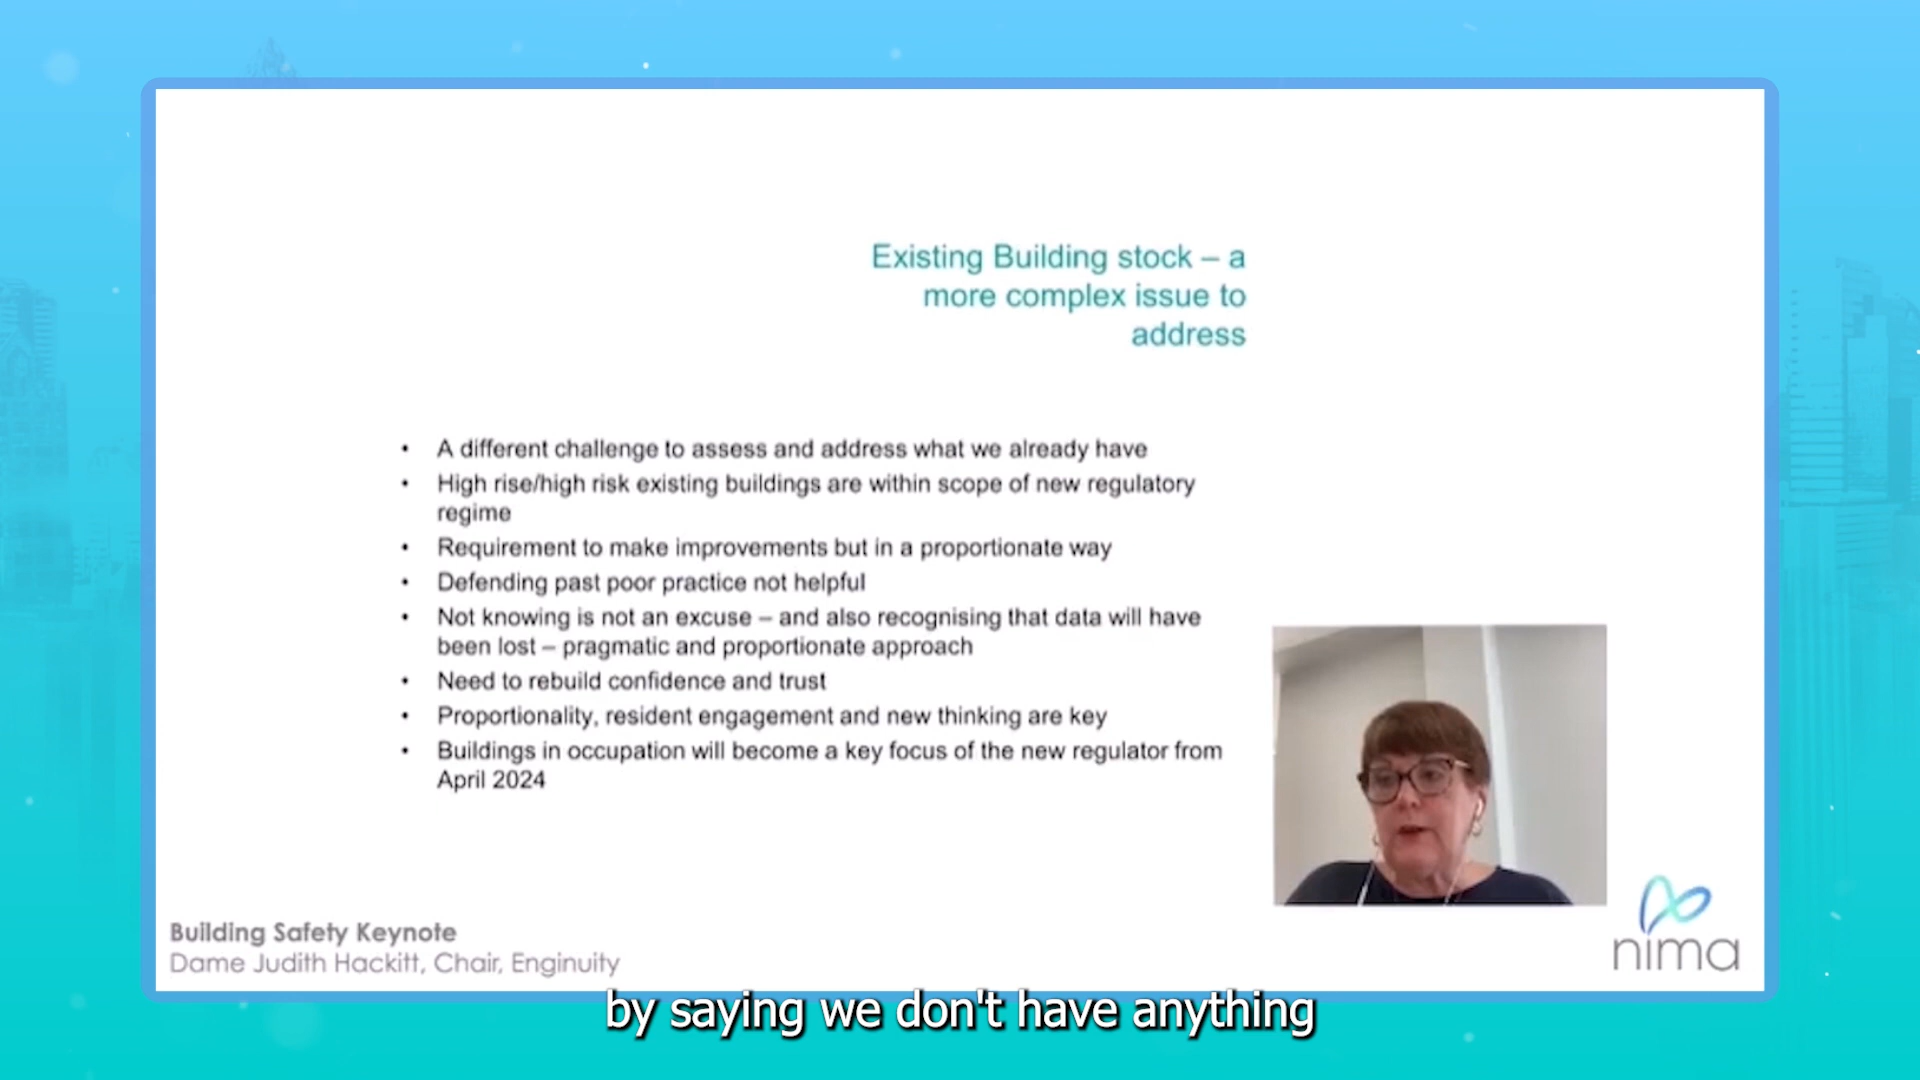 Existing Building stock – a
more complex issue to
address
• A different challenge to assess and address what we already have
• High rise/high risk existing buildings are within scope of new regulatory
regime
• Requirement to make improvements but in a proportionate way
• Defending past poor practice not helpful
• Not knowing is not an excuse – and also recognising that data will have
been lost – pragmatic and proportionate approach
• Need to rebuild confidence and trust
• Proportionality, resident engagement and new thinking are key
• Buildings in occupation will become a key focus of the new regulator from
April 2024
Building Safety Keynote
Dame Judith Hackitt, Chair, Enginuity
nima
by saying we don't have anything